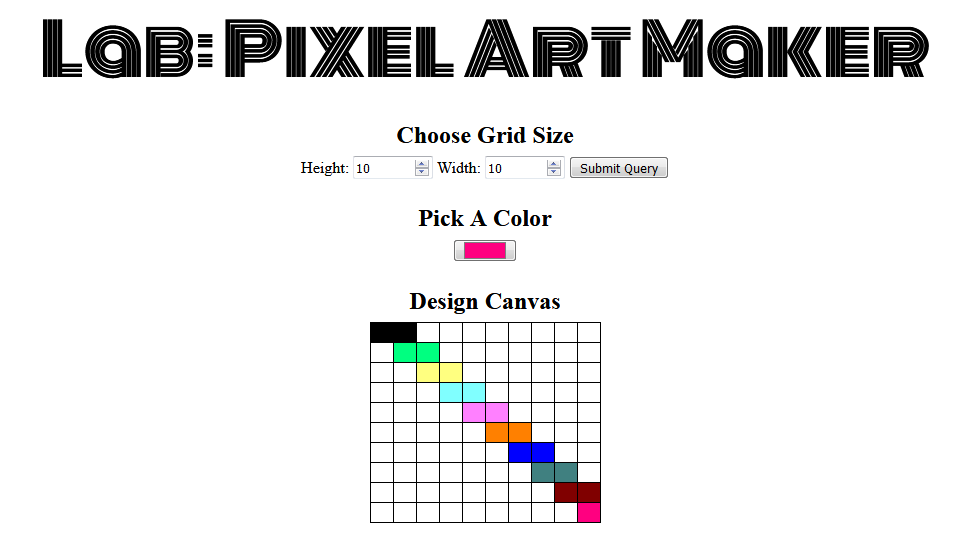 Lab: Pixel Art Maker
Choose Grid Size
Height: 10 Width: 10 Submit Query
Pick A Color
Design Canvas